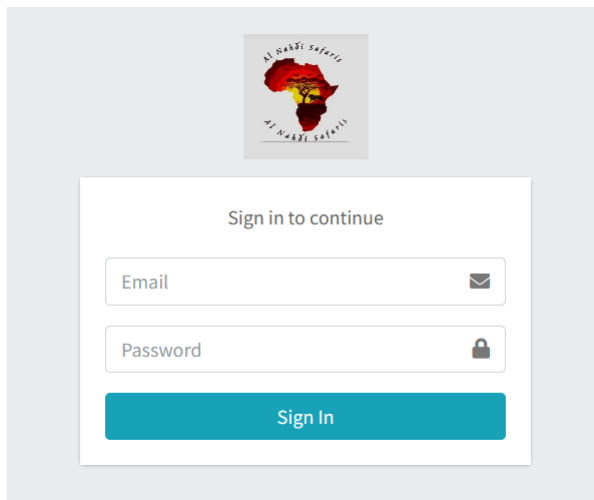 Al Nahdi Safaris
Al Nahdi Safaris
Sign in to continue
Email
Password
Sign In